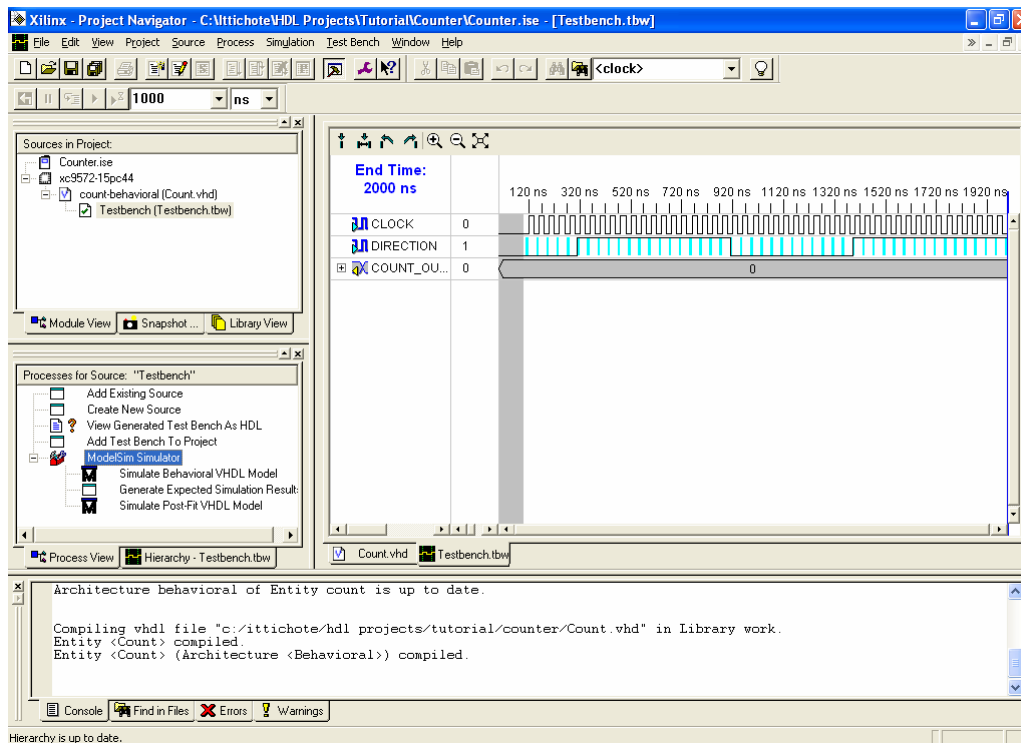 Xilinx - Project Navigator - C:\Ittichote\HDL Projects\Tutorial\Counter\Counter.ise - [Testbench.tbw]
File Edit View Project Source Process Simulation Test Bench Window Help
<clock>
1000 ns
Sources in Project:
Counter.ise
xc9572-15pc44
count-behavioral (Count.vhd)
Testbench (Testbench.tbw)
Module View Snapshot ... Library View
Processes for Source: "Testbench"
Add Existing Source
Create New Source
View Generated Test Bench As HDL
Add Test Bench To Project
ModelSim Simulator
Simulate Behavioral VHDL Model
Generate Expected Simulation Results
Simulate Post-Fit VHDL Model
Process View Hierarchy - Testbench.tbw
End Time:
2000 ns
120 ns 320 ns 520 ns 720 ns 920 ns 1120 ns 1320 ns 1520 ns 1720 ns 1920 ns
CLOCK 0
DIRECTION 1
COUNT_OU... 0 0
Count.vhd Testbench.tbw
Architecture behavioral of Entity count is up to date.
Compiling vhdl file "c:/ittichote/hdl projects/tutorial/counter/Count.vhd" in Library work.
Entity <Count> compiled.
Entity <Count> (Architecture <Behavioral>) compiled.
Console Find in Files Errors Warnings
Hierarchy is up to date.